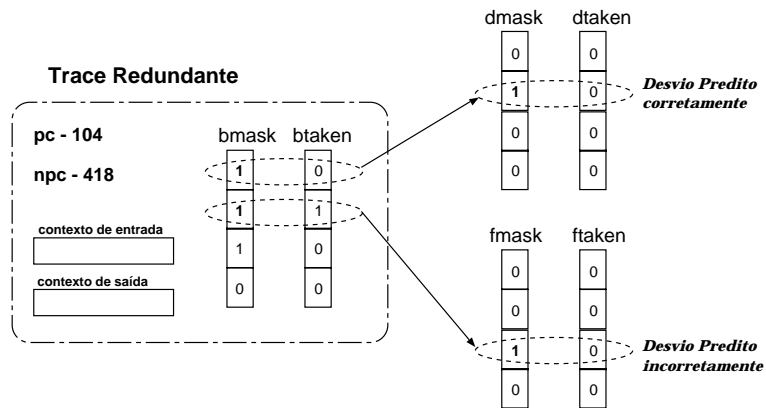 Trace Redundante
pc - 104
npc - 418
contexto de entrada
contexto de saída
bmask btaken
1 0
1 1
1 0
0 0
dmask dtaken
0 0
1 0
0 0
0 0
Desvio Predito
corretamente
fmask ftaken
0 0
0 0
1 0
0 0
Desvio Predito
incorretamente